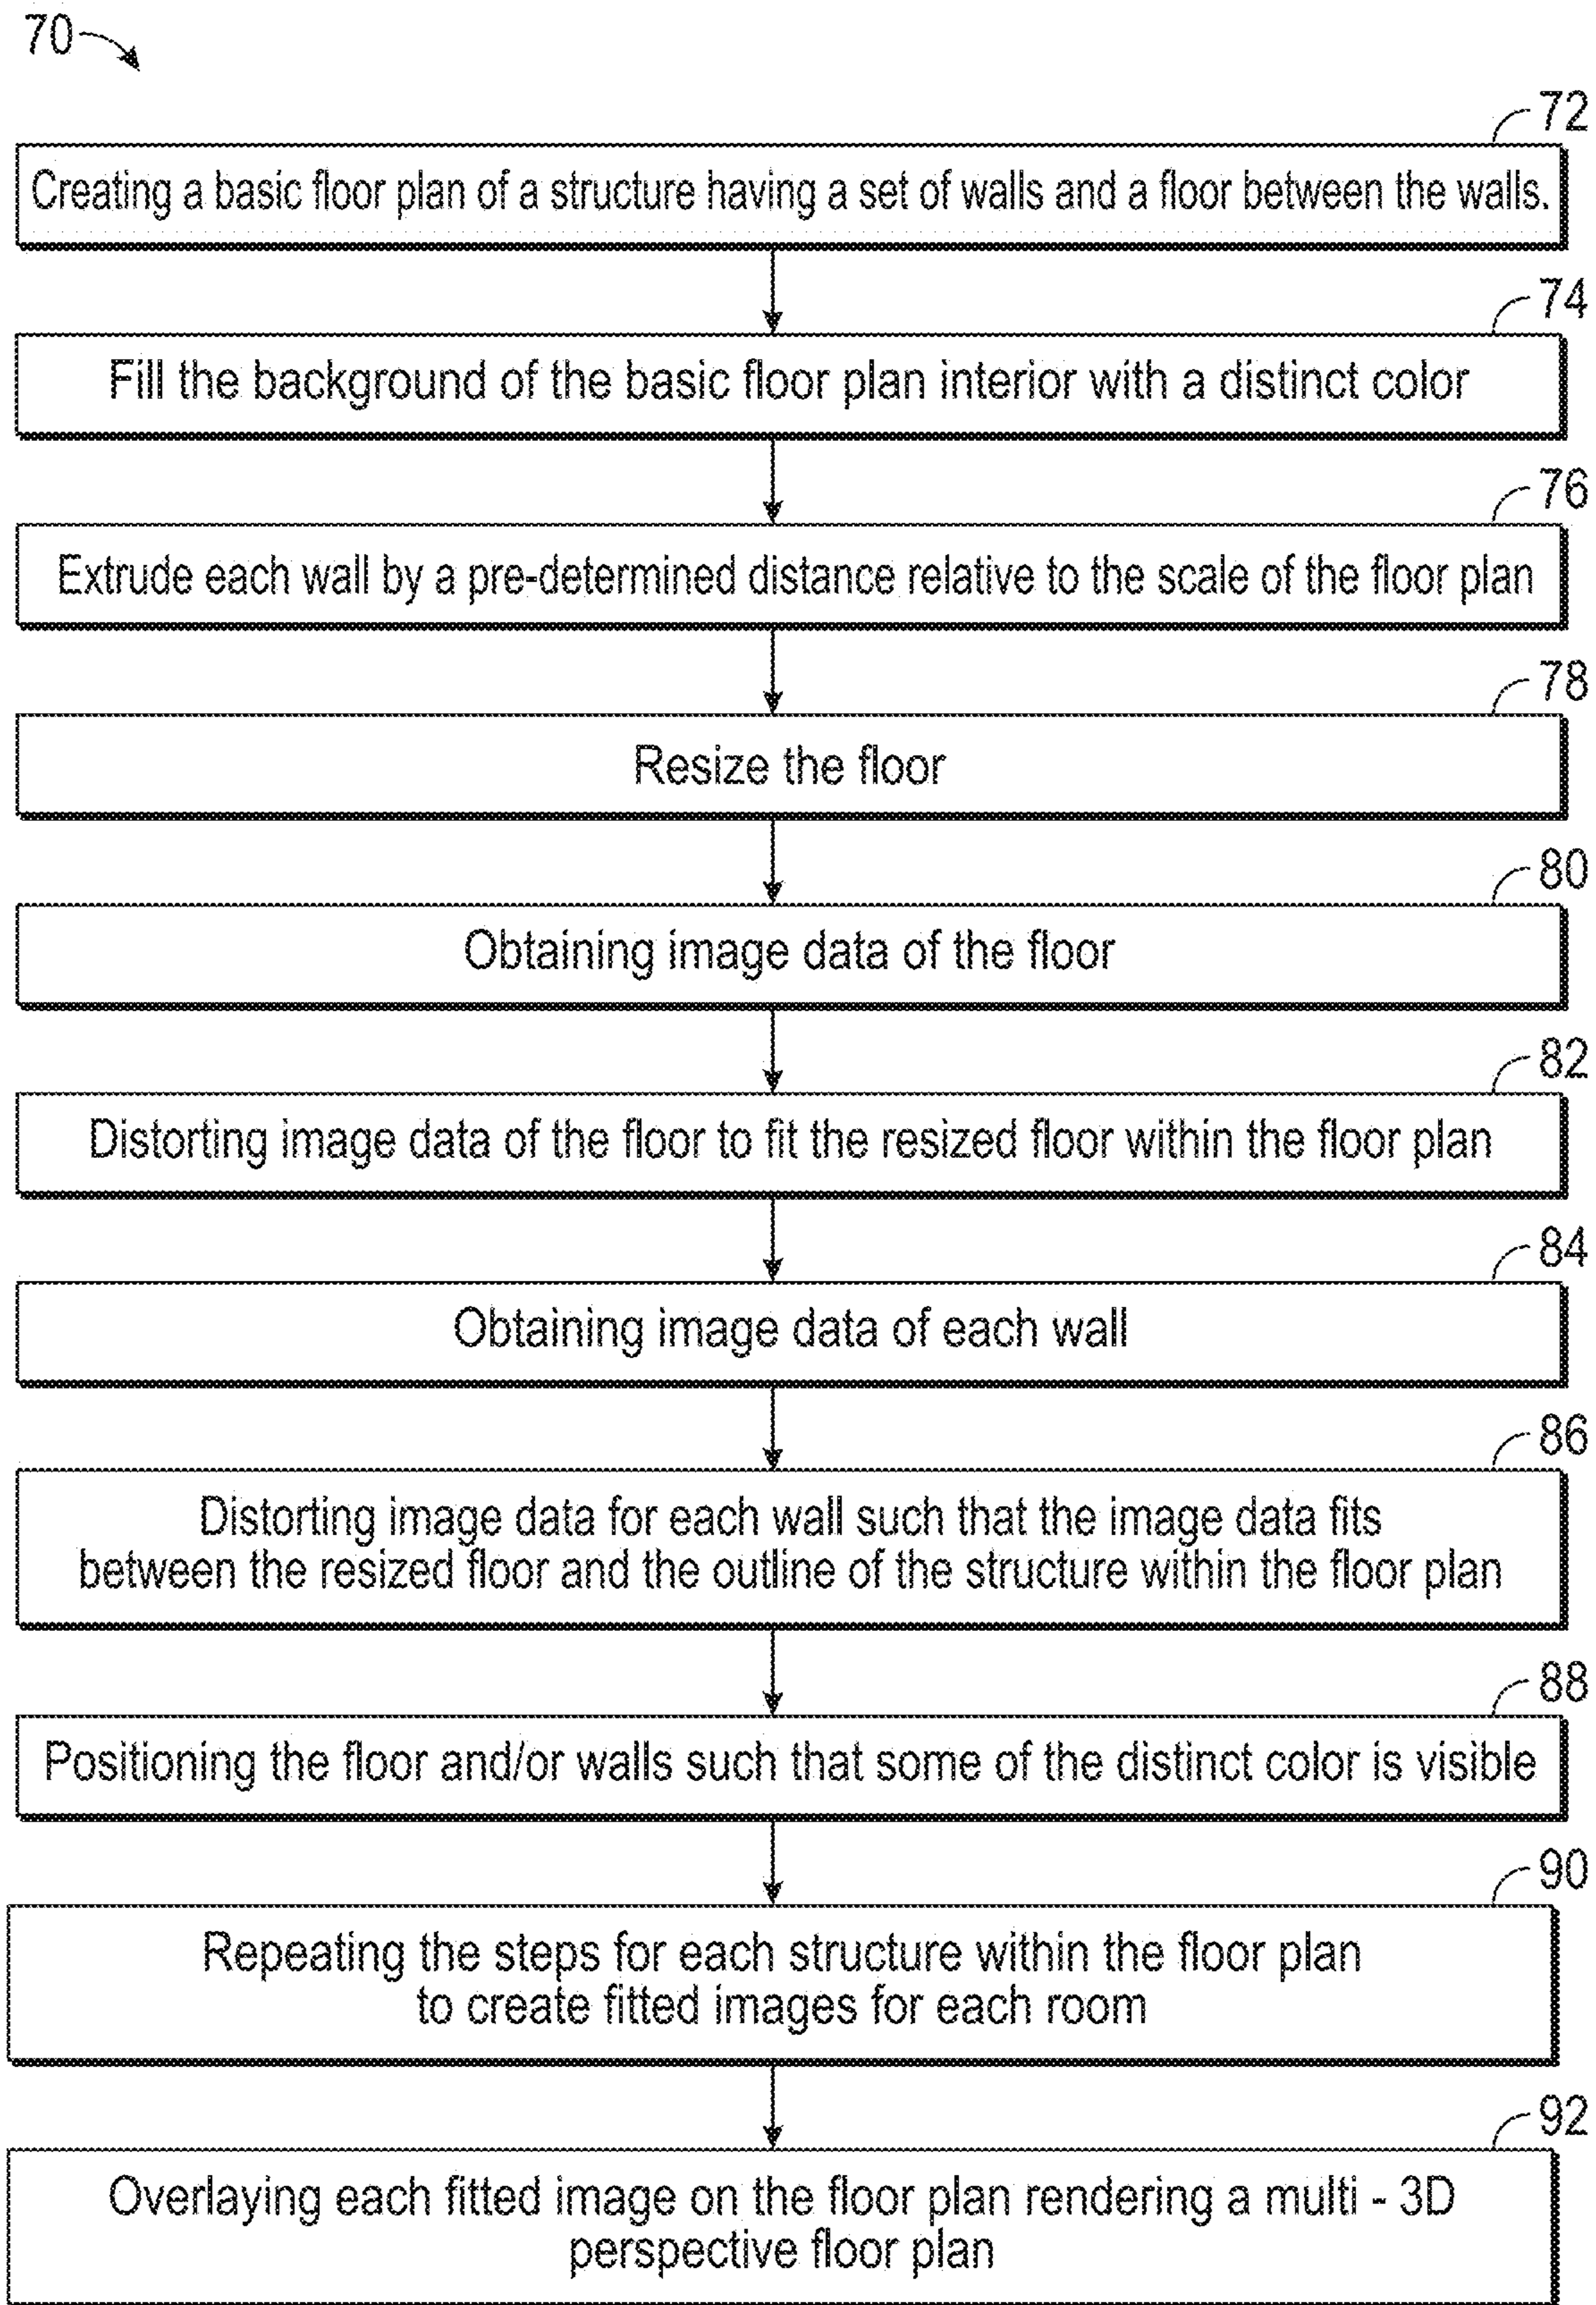 70
72
Creating a basic floor plan of a structure having a set of walls and a floor between the walls.
74
Fill the background of the basic floor plan interior with a distinct color
76
Extrude each wall by a pre-determined distance relative to the scale of the floor plan
78
Resize the floor
80
Obtaining image data of the floor
82
Distorting image data of the floor to fit the resized floor within the floor plan
84
Obtaining image data of each wall
86
Distorting image data for each wall such that the image data fits
between the resized floor and the outline of the structure within the floor plan
88
Positioning the floor and/or walls such that some of the distinct color is visible
90
Repeating the steps for each structure within the floor plan
to create fitted images for each room
92
Overlaying each fitted image on the floor plan rendering a multi - 3D
perspective floor plan